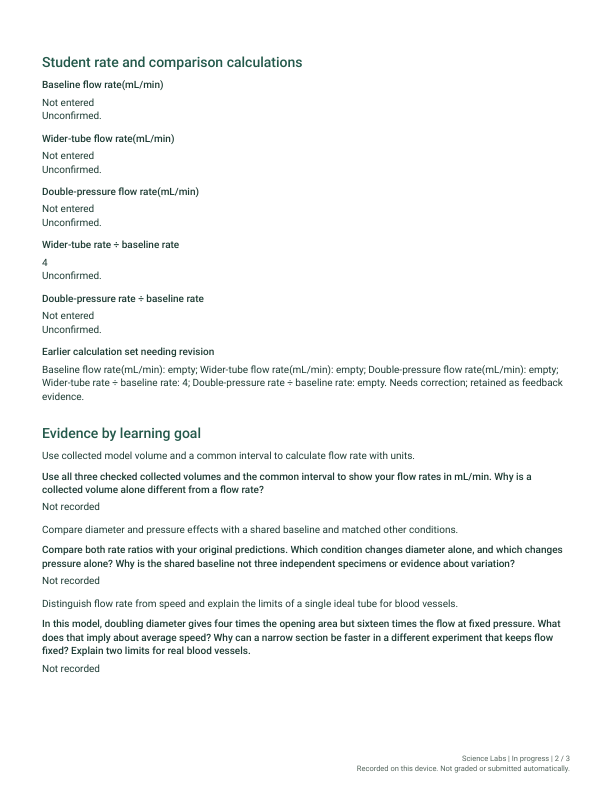 Student rate and comparison calculations
Baseline flow rate(mL/min)
Not entered
Unconfirmed.
Wider-tube flow rate(mL/min)
Not entered
Unconfirmed.
Double-pressure flow rate(mL/min)
Not entered
Unconfirmed.
Wider-tube rate ÷ baseline rate
4
Unconfirmed.
Double-pressure rate ÷ baseline rate
Not entered
Unconfirmed.
Earlier calculation set needing revision
Baseline flow rate(mL/min): empty; Wider-tube flow rate(mL/min): empty; Double-pressure flow rate(mL/min): empty;
Wider-tube rate ÷ baseline rate: 4; Double-pressure rate ÷ baseline rate: empty. Needs correction; retained as feedback
evidence.
Evidence by learning goal
Use collected model volume and a common interval to calculate flow rate with units.
Use all three checked collected volumes and the common interval to show your flow rates in mL/min. Why is a
collected volume alone different from a flow rate?
Not recorded
Compare diameter and pressure effects with a shared baseline and matched other conditions.
Compare both rate ratios with your original predictions. Which condition changes diameter alone, and which changes
pressure alone? Why is the shared baseline not three independent specimens or evidence about variation?
Not recorded
Distinguish flow rate from speed and explain the limits of a single ideal tube for blood vessels.
In this model, doubling diameter gives four times the opening area but sixteen times the flow at fixed pressure. What
does that imply about average speed? Why can a narrow section be faster in a different experiment that keeps flow
fixed? Explain two limits for real blood vessels.
Not recorded
Science Labs | In progress | 2 / 3
Recorded on this device. Not graded or submitted automatically.